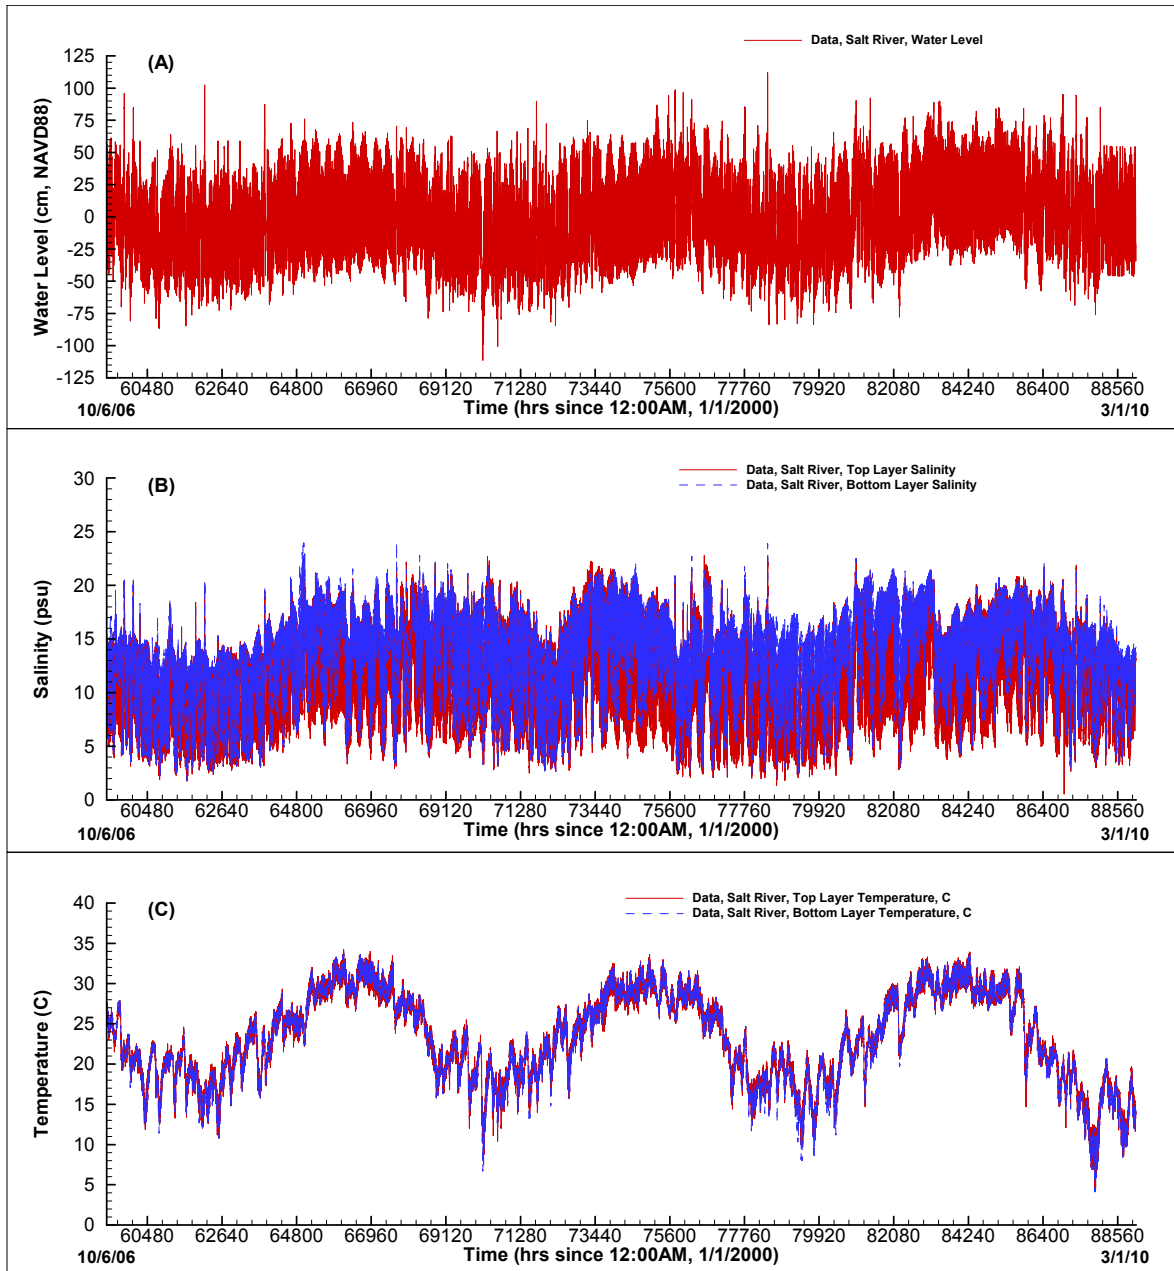 Data, Salt River, Water Level
(A)
125
100
75
50
25
0
-25
-50
-75
-100
-125
Water Level (cm, NAVD88)
60480 62640 64800 66960 69120 71280 73440 75600 77760 79920 82080 84240 86400 88560
10/6/06 Time (hrs since 12:00AM, 1/1/2000) 3/1/10
Data, Salt River, Top Layer Salinity
Data, Salt River, Bottom Layer Salinity
(B)
30
25
20
15
10
5
0
Salinity (psu)
60480 62640 64800 66960 69120 71280 73440 75600 77760 79920 82080 84240 86400 88560
10/6/06 Time (hrs since 12:00AM, 1/1/2000) 3/1/10
Data, Salt River, Top Layer Temperature, C
Data, Salt River, Bottom Layer Temperature, C
(C)
40
35
30
25
20
15
10
5
0
Temperature (C)
60480 62640 64800 66960 69120 71280 73440 75600 77760 79920 82080 84240 86400 88560
10/6/06 Time (hrs since 12:00AM, 1/1/2000) 3/1/10